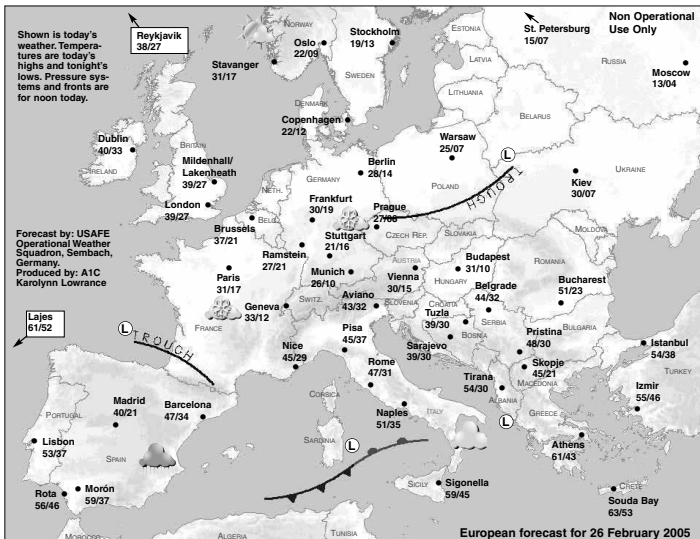 Shown is today's
weather. Tempera-
tures are today's
highs and tonight's
lows. Pressure sys-
tems and fronts are
for noon today.
Reykjavik
38/27
NORWAY
Oslo
22/09
Stockholm
19/13
St. Petersburg
15/07
Non Operational
Use Only
ESTONIA
RUSSIA
Moscow
13/04
Stavanger
31/17
SWEDEN
LATVIA
LITHUANIA
DENMARK
Copenhagen
22/12
BELARUS
Dublin
40/33
IRELAND
BRITAIN
Mildenhall/
Lakenheath
39/27
London
39/27
Warsaw
25/07
POLAND
L
TROUGH
Berlin
28/14
GERMANY
NETH.
Kiev
30/07
UKRAINE
Frankfurt
30/19
Prague
27/08
CZECH REP.
Brussels
37/21
BELG.
Stuttgart
21/16
SLOVAKIA
MOLDOVA
Forecast by: USAFE
Operational Weather
Squadron, Sembach,
Germany.
Produced by: A1C
Karolynn Lowrance
Ramstein
27/21
Munich
26/10
AUSTRIA
Vienna
30/15
Budapest
31/10
HUNGARY
ROMANIA
Paris
31/17
FRANCE
Geneva
33/12
SWITZ.
Aviano
43/32
SLOVENIA
CROATIA
Belgrade
44/32
SERBIA
Bucharest
51/23
Lajes
61/52
L
TROUGH
Tuzla
39/30
BOSNIA
Sarajevo
39/30
BULGARIA
Pristina
48/30
Istanbul
54/38
Nice
45/29
Pisa
45/37
Skopje
45/21
MACEDONIA
TURKEY
Rome
47/31
CORSICA
Tirana
54/30
ALBANIA
Izmir
55/46
PORTUGAL
Madrid
40/21
Barcelona
47/34
Naples
51/35
ITALY
L
GREECE
Lisbon
53/37
SPAIN
SARDINIA
L
Athens
61/43
Rota
56/46
Morón
59/37
SICILY
Sigonella
59/45
CRETE
Souda Bay
63/53
MOROCCO
ALGERIA
TUNISIA
European forecast for 26 February 2005